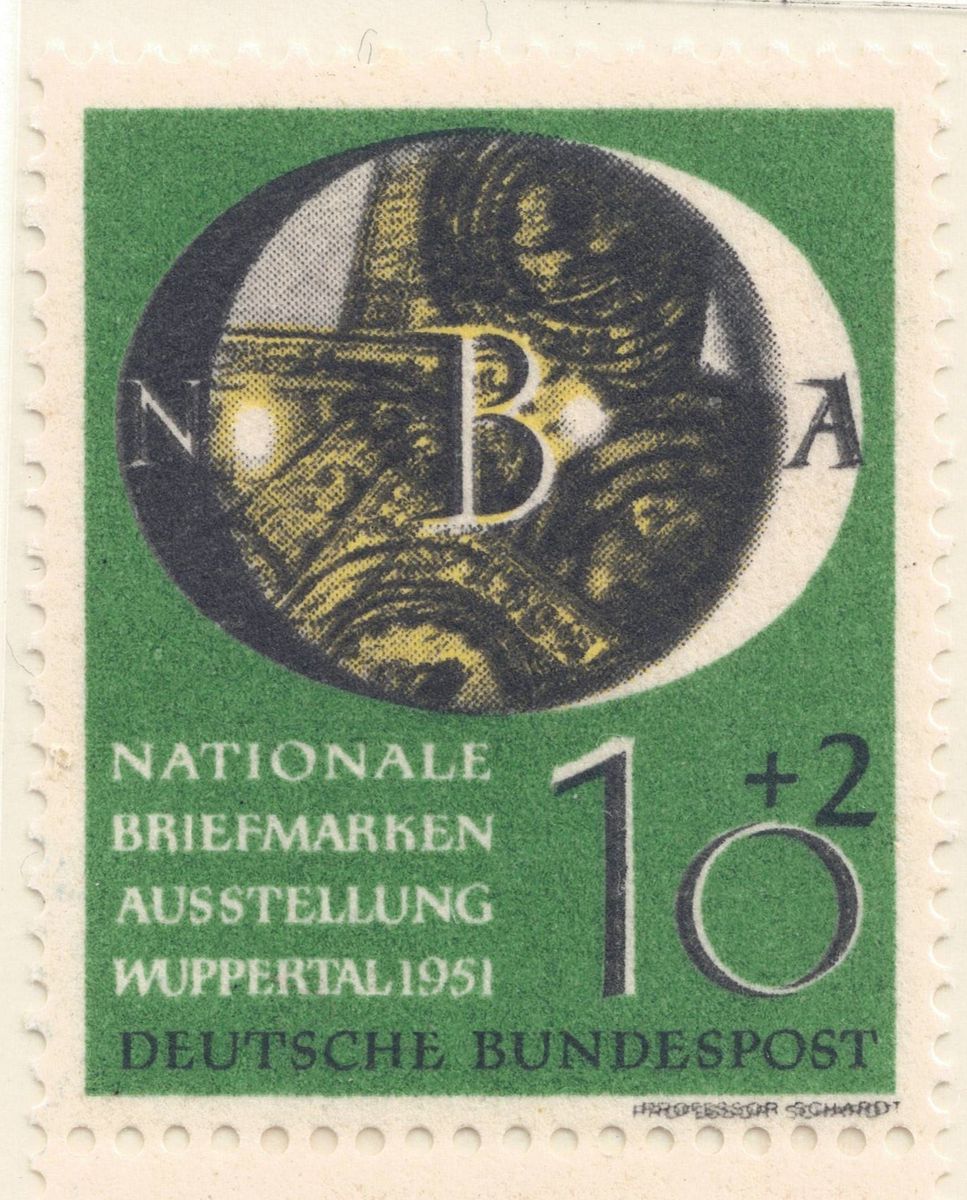 N B A
NATIONALE
BRIEFMARKEN
AUSSTELLUNG
WUPPERTAL 1951
10 +2
DEUTSCHE BUNDESPOST
PROFESSOR SCHARDT